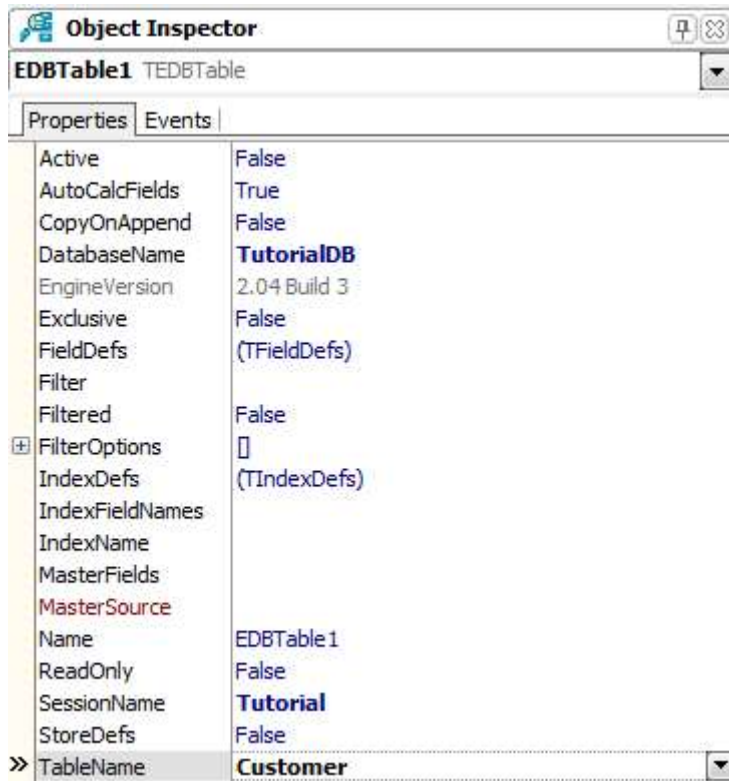 Object Inspector
EDBTable1 TEDBTable
Properties Events
Active False
AutoCalcFields True
CopyOnAppend False
DatabaseName TutorialDB
EngineVersion 2.04 Build 3
Exclusive False
FieldDefs (TFieldDefs)
Filter
Filtered False
FilterOptions []
IndexDefs (TIndexDefs)
IndexFieldNames
IndexName
MasterFields
MasterSource
Name EDBTable1
ReadOnly False
SessionName Tutorial
StoreDefs False
» TableName Customer